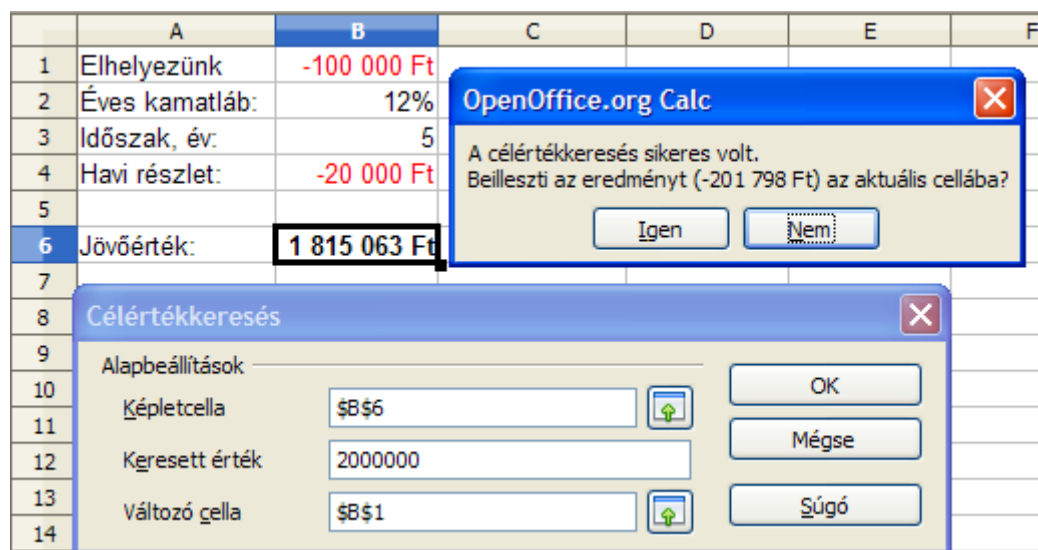 A B C D E F
1 Elhelyezünk -100 000 Ft
2 Éves kamatláb: 12%
3 Időszak, év: 5
4 Havi részlet: -20 000 Ft
5
6 Jövőérték: 1 815 063 Ft
7
8
9
10
11
12
13
14
OpenOffice.org Calc
A célértékkeresés sikeres volt.
Beilleszti az eredményt (-201 798 Ft) az aktuális cellába?
Igen Nem
Célértékkeresés
Alapbeállítások
Képletcella $B$6
Keresett érték 2000000
Változó cella $B$1
OK
Mégse
Súgó